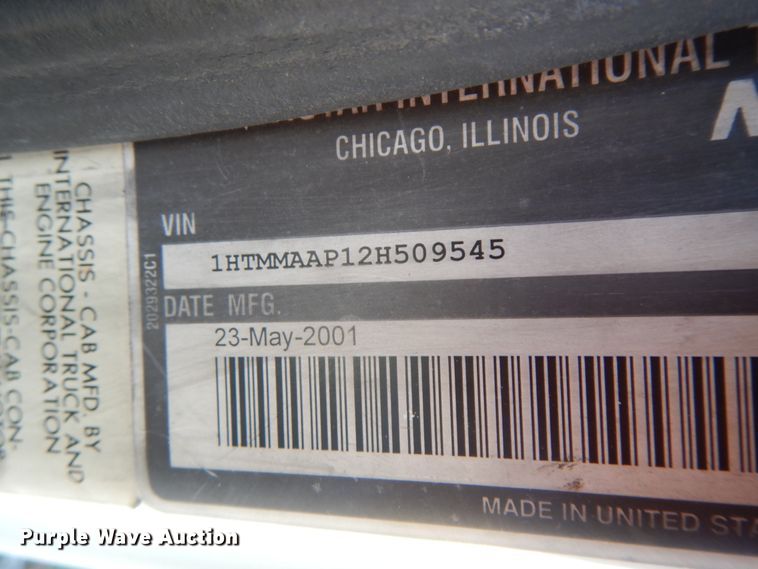 INTERNATIONAL
CHICAGO, ILLINOIS
VIN
1HTMMAAP12H509545
DATE MFG.
23-May-2001
MADE IN UNITED
2029322C1
CHASSIS - CAB MFD. BY
INTERNATIONAL TRUCK AND
ENGINE CORPORATION
THIS CHASSIS-CAB CON-
Purple Wave Auction